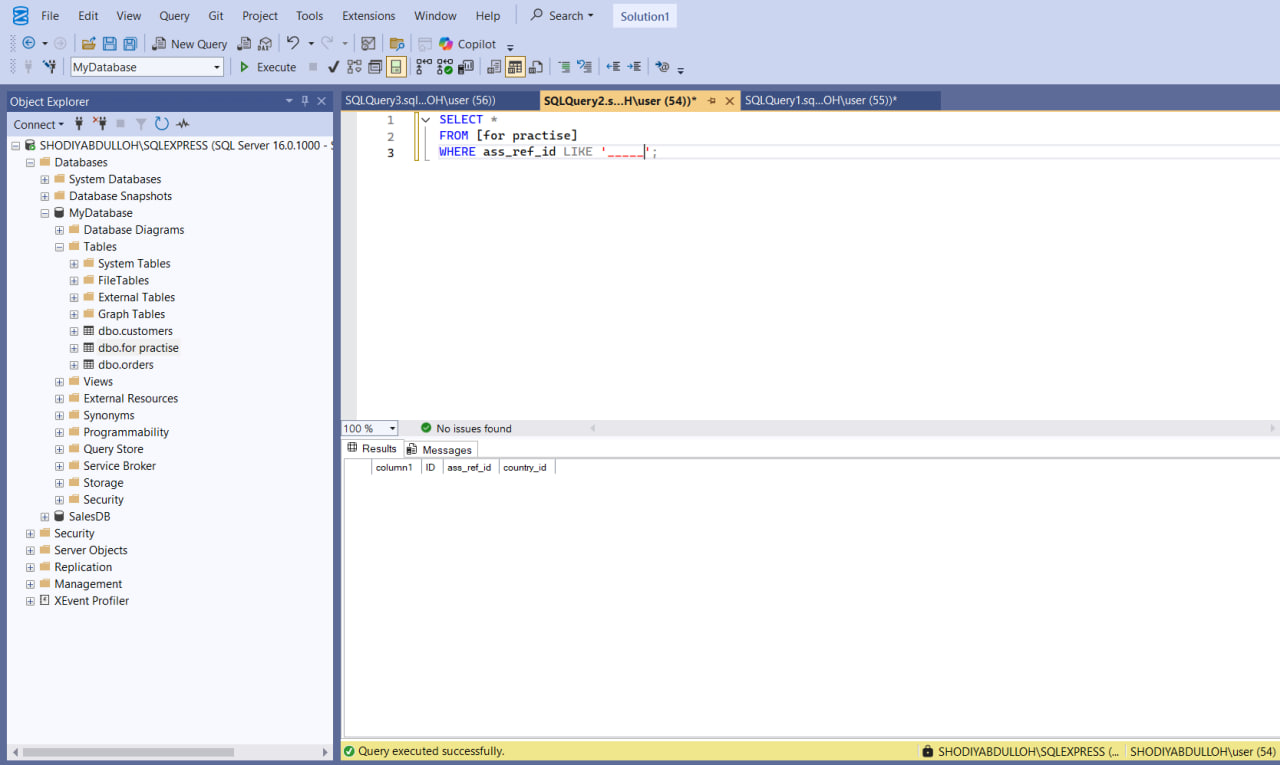 File Edit View Query Git Project Tools Extensions Window Help Search Solution1
New Query Copilot
MyDatabase Execute
Object Explorer
Connect
SHODIYABDULLOH\SQLEXPRESS (SQL Server 16.0.1000 - S
Databases
System Databases
Database Snapshots
MyDatabase
Database Diagrams
Tables
System Tables
FileTables
External Tables
Graph Tables
dbo.customers
dbo.for practise
dbo.orders
Views
External Resources
Synonyms
Programmability
Query Store
Service Broker
Storage
Security
SalesDB
Security
Server Objects
Replication
Management
XEvent Profiler
SQLQuery3.sql...OH\user (56)) SQLQuery2.s...H\user (54))* SQLQuery1.sq...OH\user (55))*
1 SELECT *
2 FROM [for practise]
3 WHERE ass_ref_id LIKE '_____';
100 % No issues found
Results Messages
column1 ID ass_ref_id country_id
Query executed successfully. SHODIYABDULLOH\SQLEXPRESS (... SHODIYABDULLOH\user (54)